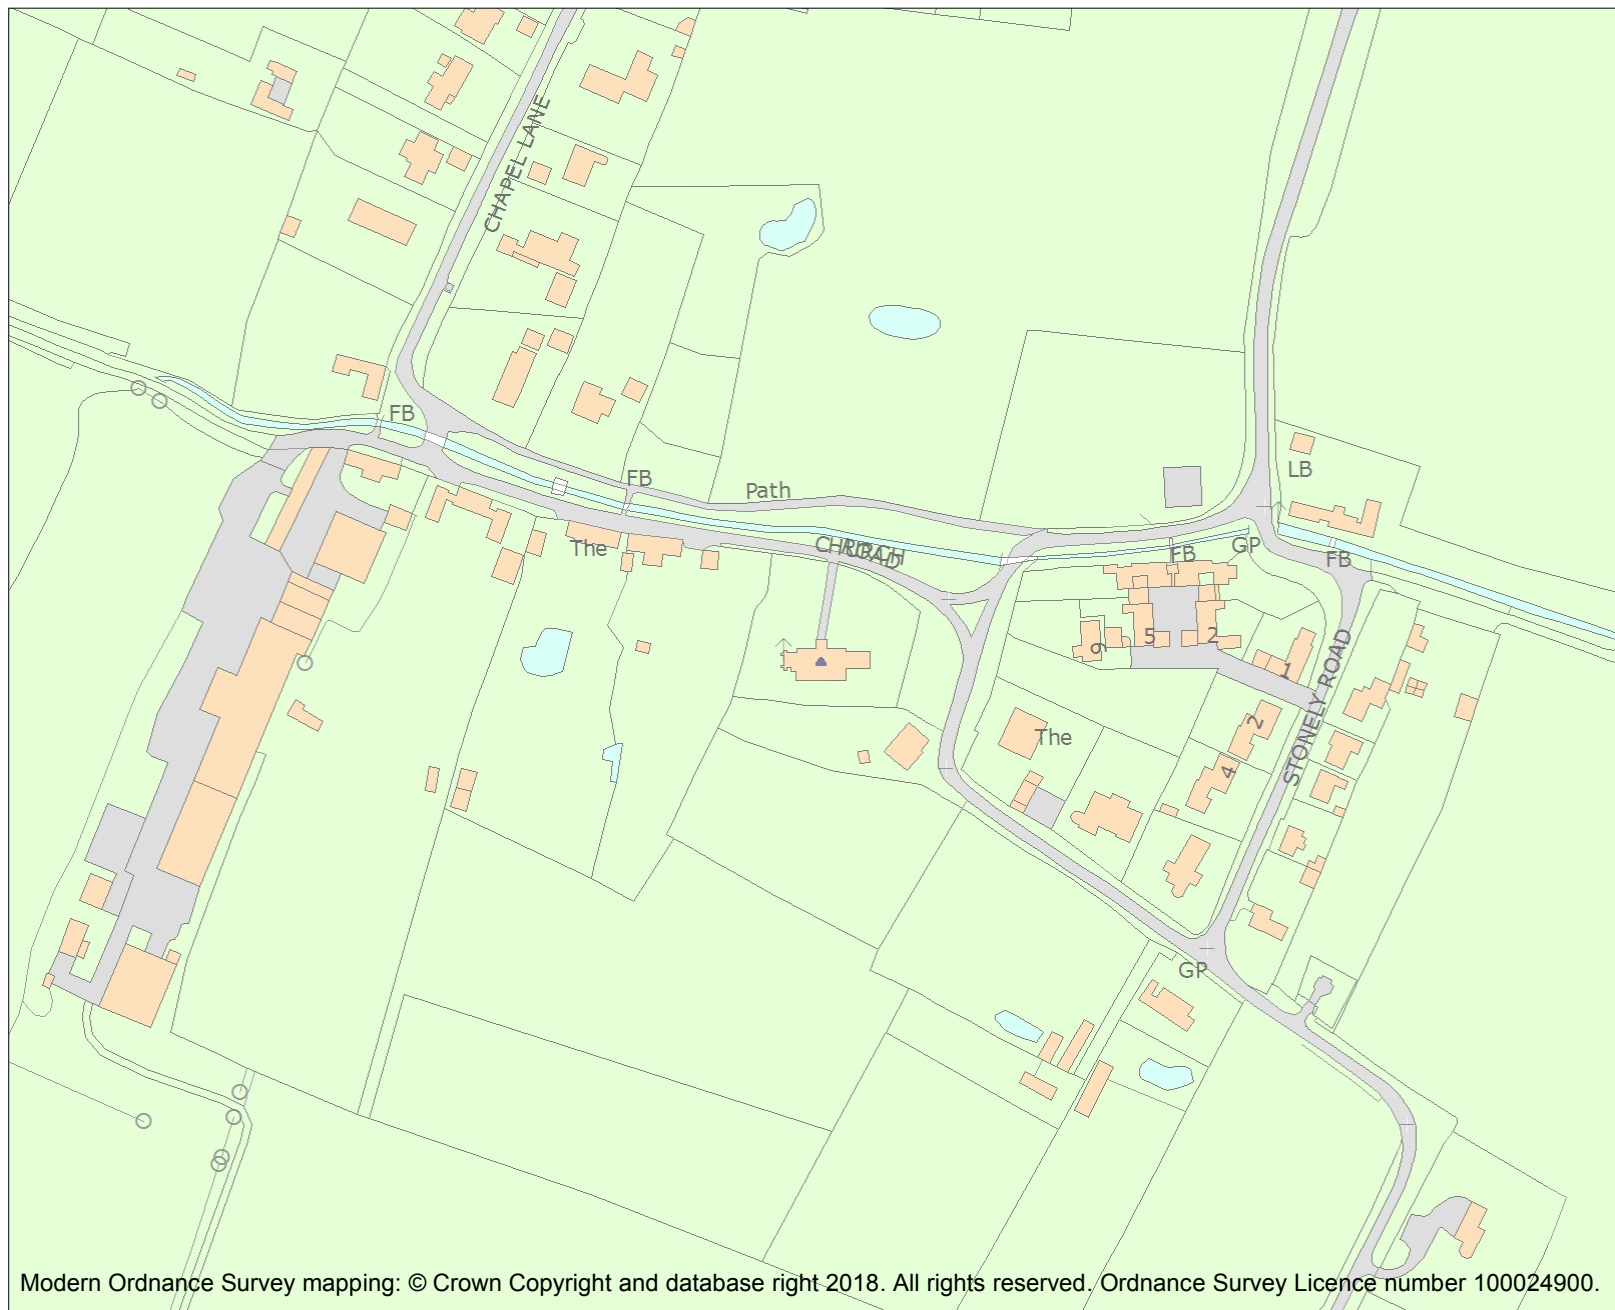 CHAPEL LANE
FB
FB
Path
LB
The
CHURCH
ROAD
FB
GP
FB
5
2
6
1
STONELY ROAD
2
The
4
GP
Modern Ordnance Survey mapping: © Crown Copyright and database right 2018. All rights reserved. Ordnance Survey Licence number 100024900.